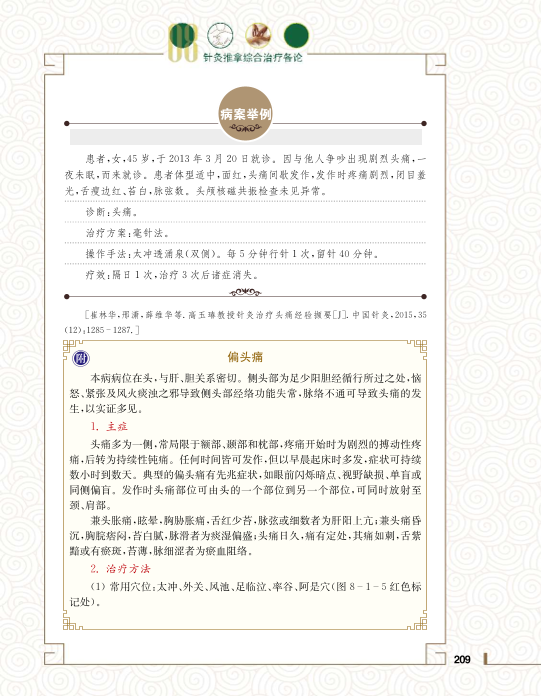 08
针灸推拿综合治疗各论
病案举例
患者,女,45 岁,于 2013 年 3 月 20 日就诊。因与他人争吵出现剧烈头痛,一
夜未眠,而来就诊。患者体型适中,面红,头痛间歇发作,发作时疼痛剧烈,闭目羞
光,舌瘦边红、苔白,脉弦数。头颅核磁共振检查未见异常。
诊断:头痛。
治疗方案:毫针法。
操作手法:太冲透涌泉(双侧)。每 5 分钟行针 1 次,留针 40 分钟。
疗效:隔日 1 次,治疗 3 次后诸症消失。
[崔林华,邢潇,薛维华等. 高玉瑃教授针灸治疗头痛经验撷要[J]. 中国针灸,2015,35
(12):1285－1287. ]
附
偏头痛
本病病位在头,与肝、胆关系密切。侧头部为足少阳胆经循行所过之处,恼
怒、紧张及风火痰浊之邪导致侧头部经络功能失常,脉络不通可导致头痛的发
生,以实证多见。
1. 主症
头痛多为一侧,常局限于额部、颞部和枕部,疼痛开始时为剧烈的搏动性疼
痛,后转为持续性钝痛。任何时间皆可发作,但以早晨起床时多发,症状可持续
数小时到数天。典型的偏头痛有先兆症状,如眼前闪烁暗点、视野缺损、单盲或
同侧偏盲。发作时头痛部位可由头的一个部位到另一个部位,可同时放射至
颈、肩部。
兼头胀痛,眩晕,胸胁胀痛,舌红少苔,脉弦或细数者为肝阳上亢;兼头痛昏
沉,胸脘痞闷,苔白腻,脉滑者为痰湿偏盛;头痛日久,痛有定处,其痛如刺,舌紫
黯或有瘀斑,苔薄,脉细涩者为瘀血阻络。
2. 治疗方法
(1) 常用穴位:太冲、外关、风池、足临泣、率谷、阿是穴(图 8－1－5 红色标
记处)。
209